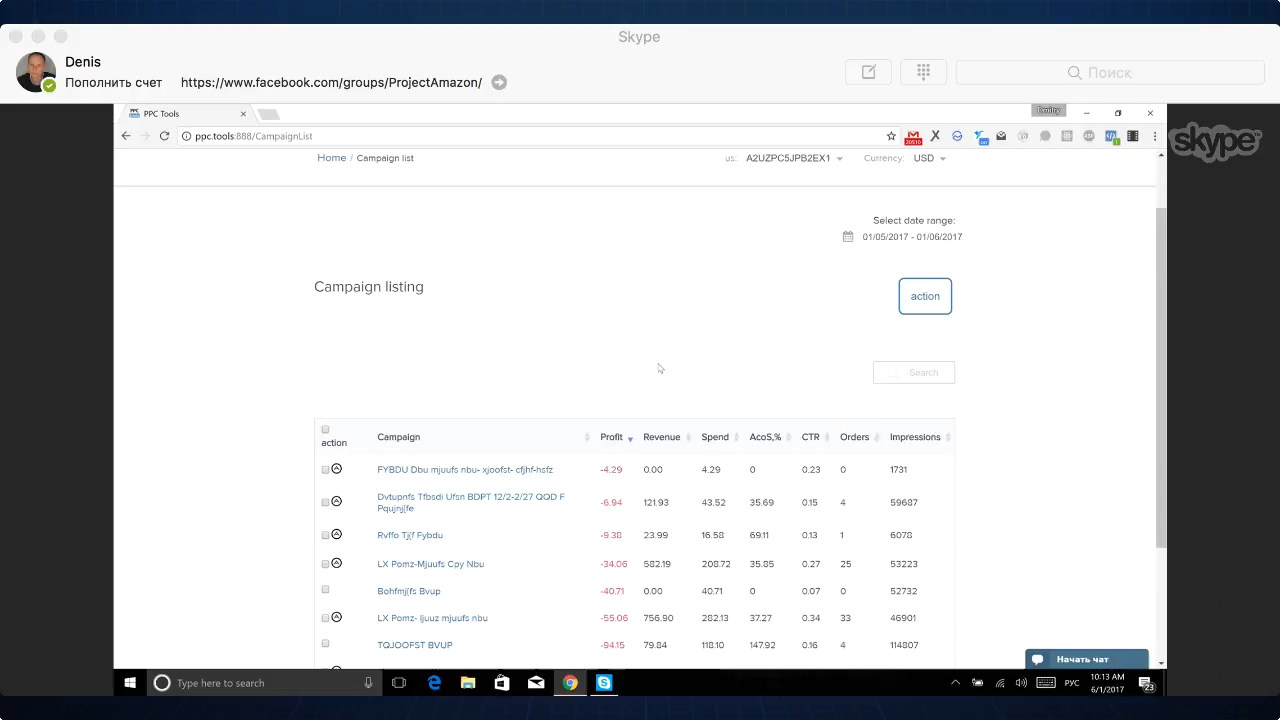 Skype
Denis
Пополнить счет https://www.facebook.com/groups/ProjectAmazon/
Поиск
PPC Tools
Dmitry
ppc.tools:888/CampaignList
20510
skype™
Home / Campaign list us: A2UZPC5JPB2EX1 Currency: USD
Select date range:
01/05/2017 - 01/06/2017
Campaign listing
action
Search
action Campaign Profit Revenue Spend AcoS,% CTR Orders Impressions
FYBDU Dbu mjuufs nbu- xjoofst- cfjhf-hsfz -4.29 0.00 4.29 0 0.23 0 1731
Dvtupnfs Tfbsdi Ufsn BDPT 12/2-2/27 QQD F Pqujnj{fe -6.94 121.93 43.52 35.69 0.15 4 59687
Rvffo Tj{f Fybdu -9.38 23.99 16.58 69.11 0.13 1 6078
LX Pomz-Mjuufs Cpy Nbu -34.06 582.19 208.72 35.85 0.27 25 53223
Bohfmj{fs Bvup -40.71 0.00 40.71 0 0.07 0 52732
LX Pomz- Ijuuz mjuufs nbu -55.06 756.90 282.13 37.27 0.34 33 46901
TQJOOFST BVUP -94.15 79.84 118.10 147.92 0.16 4 114807
Начать чат
Type here to search
РУС
10:13 AM
6/1/2017
23